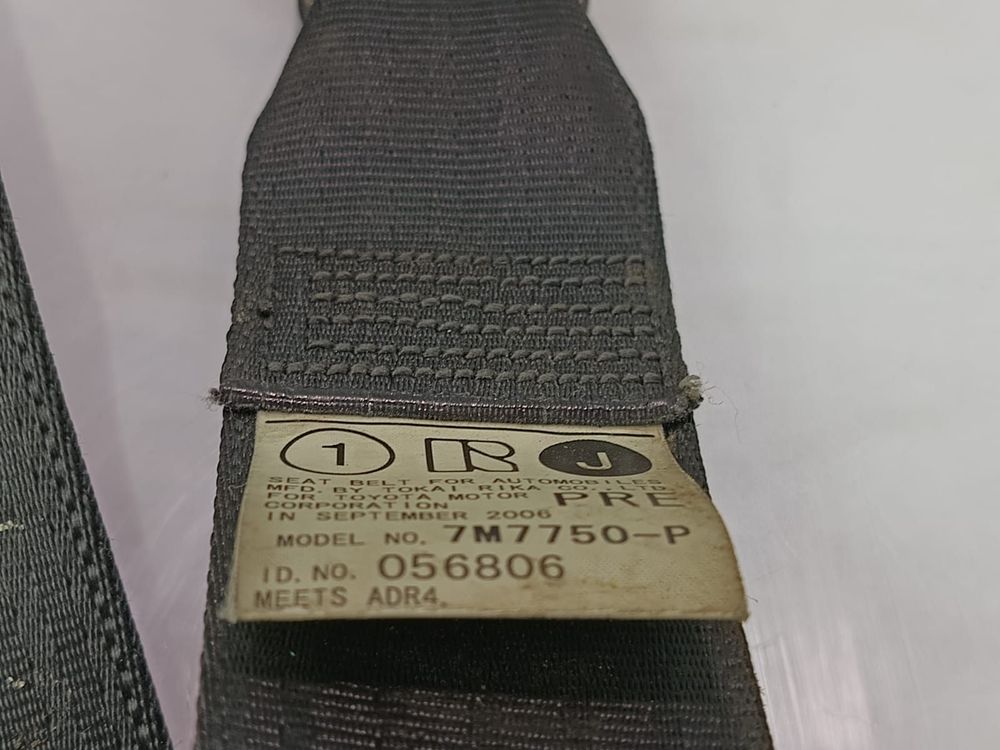 1 R J
SEAT BELT FOR AUTOMOBILES
MFD. BY TOKAI RIKA CO., LTD.
FOR TOYOTA MOTOR PRE
CORPORATION
IN SEPTEMBER 2006
MODEL NO. 7M7750-P
I D. NO. 056806
MEETS ADR4.